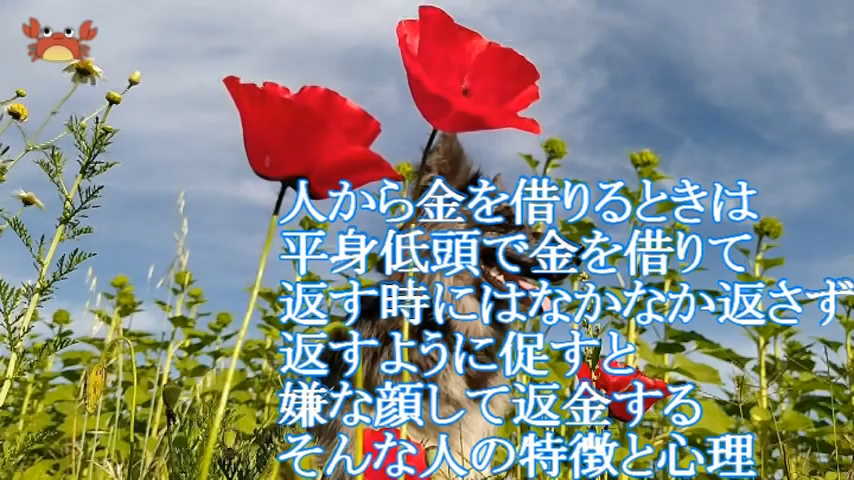 人から金を借りるときは
平身低頭で金を借りて
返す時にはなかなか返さず
返すように促すと
嫌な顔して返金する
そんな人の特徴と心理